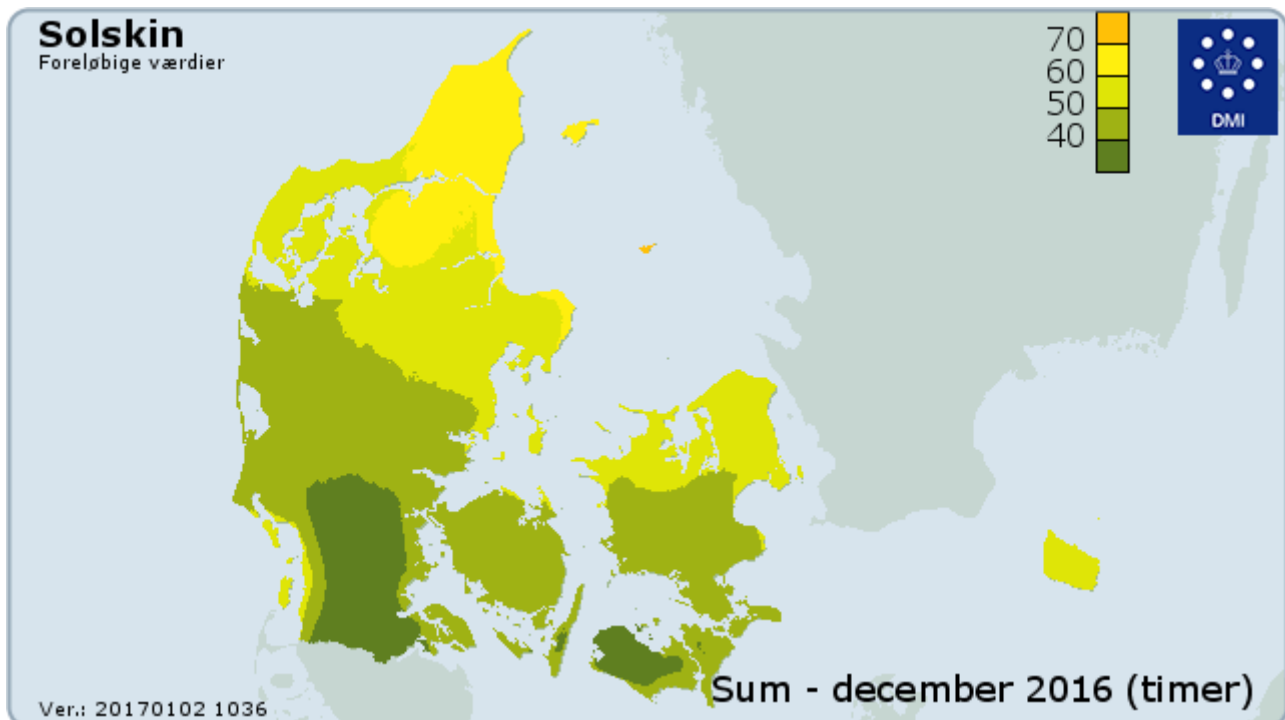 Solskin
Foreløbige værdier
70
60
50
40
DMI
Sum - december 2016 (timer)
Ver.: 20170102 1036